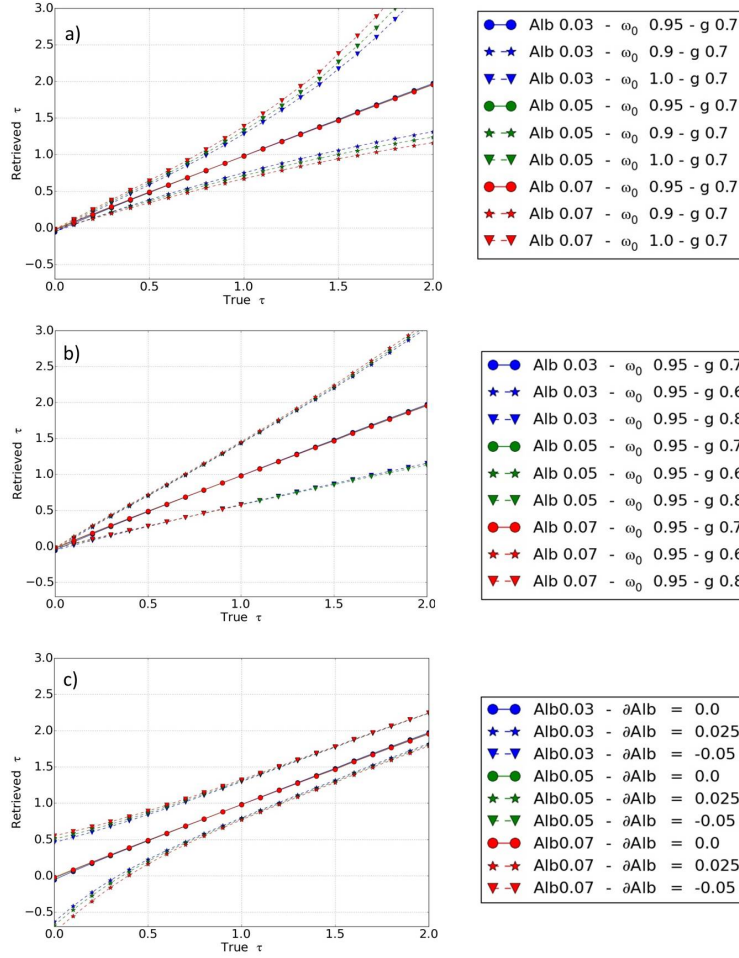 a)
3.0
2.5
2.0
1.5
1.0
0.5
0.0
−0.5
0.0 0.5 1.0 1.5 2.0
True τ
Retrieved τ
Alb 0.03 - ω0 0.95 - g 0.7
Alb 0.03 - ω0 0.9 - g 0.7
Alb 0.03 - ω0 1.0 - g 0.7
Alb 0.05 - ω0 0.95 - g 0.7
Alb 0.05 - ω0 0.9 - g 0.7
Alb 0.05 - ω0 1.0 - g 0.7
Alb 0.07 - ω0 0.95 - g 0.7
Alb 0.07 - ω0 0.9 - g 0.7
Alb 0.07 - ω0 1.0 - g 0.7
b)
3.0
2.5
2.0
1.5
1.0
0.5
0.0
−0.5
0.0 0.5 1.0 1.5 2.0
True τ
Retrieved τ
Alb 0.03 - ω0 0.95 - g 0.7
Alb 0.03 - ω0 0.95 - g 0.6
Alb 0.03 - ω0 0.95 - g 0.8
Alb 0.05 - ω0 0.95 - g 0.7
Alb 0.05 - ω0 0.95 - g 0.6
Alb 0.05 - ω0 0.95 - g 0.8
Alb 0.07 - ω0 0.95 - g 0.7
Alb 0.07 - ω0 0.95 - g 0.6
Alb 0.07 - ω0 0.95 - g 0.8
c)
3.0
2.5
2.0
1.5
1.0
0.5
0.0
−0.5
0.0 0.5 1.0 1.5 2.0
True τ
Retrieved τ
Alb0.03 - ∂Alb = 0.0
Alb0.03 - ∂Alb = 0.025
Alb0.03 - ∂Alb = -0.05
Alb0.05 - ∂Alb = 0.0
Alb0.05 - ∂Alb = 0.025
Alb0.05 - ∂Alb = -0.05
Alb0.07 - ∂Alb = 0.0
Alb0.07 - ∂Alb = 0.025
Alb0.07 - ∂Alb = -0.05